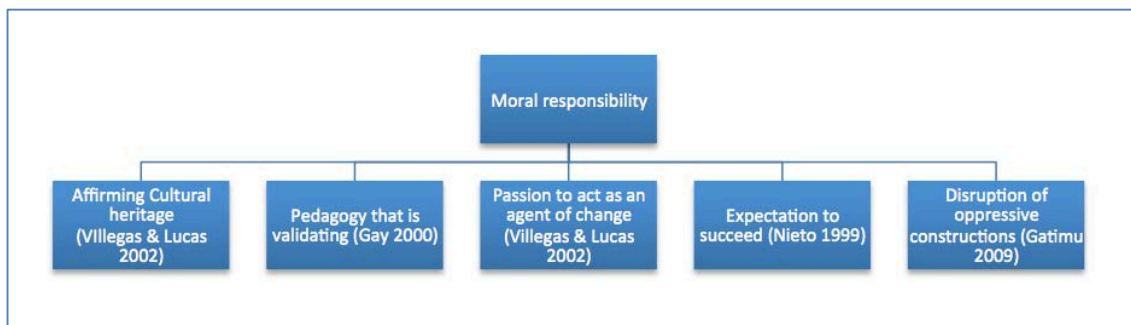 Moral responsibility
Affirming Cultural
heritage
(VIllegas & Lucas
2002)
Pedagogy that is
validating (Gay 2000)
Passion to act as an
agent of change
(Villegas & Lucas
2002)
Expectation to
succeed (Nieto 1999)
Disruption of
oppressive
constructions (Gatimu
2009)